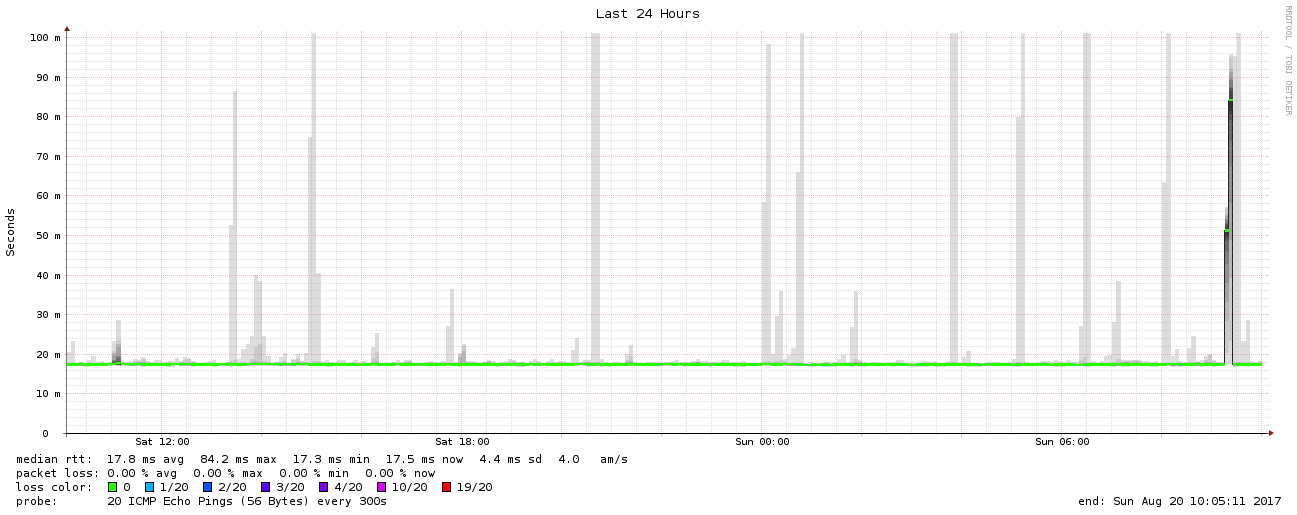 Last 24 Hours
RRDTOOL / TOBI OETIKER
Seconds
100 m
90 m
80 m
70 m
60 m
50 m
40 m
30 m
20 m
10 m
0
Sat 12:00 Sat 18:00 Sun 00:00 Sun 06:00
median rtt: 17.8 ms avg 84.2 ms max 17.3 ms min 17.5 ms now 4.4 ms sd 4.0 am/s
packet loss: 0.00 % avg 0.00 % max 0.00 % min 0.00 % now
loss color: 0 1/20 2/20 3/20 4/20 10/20 19/20
probe: 20 ICMP Echo Pings (56 Bytes) every 300s end: Sun Aug 20 10:05:11 2017